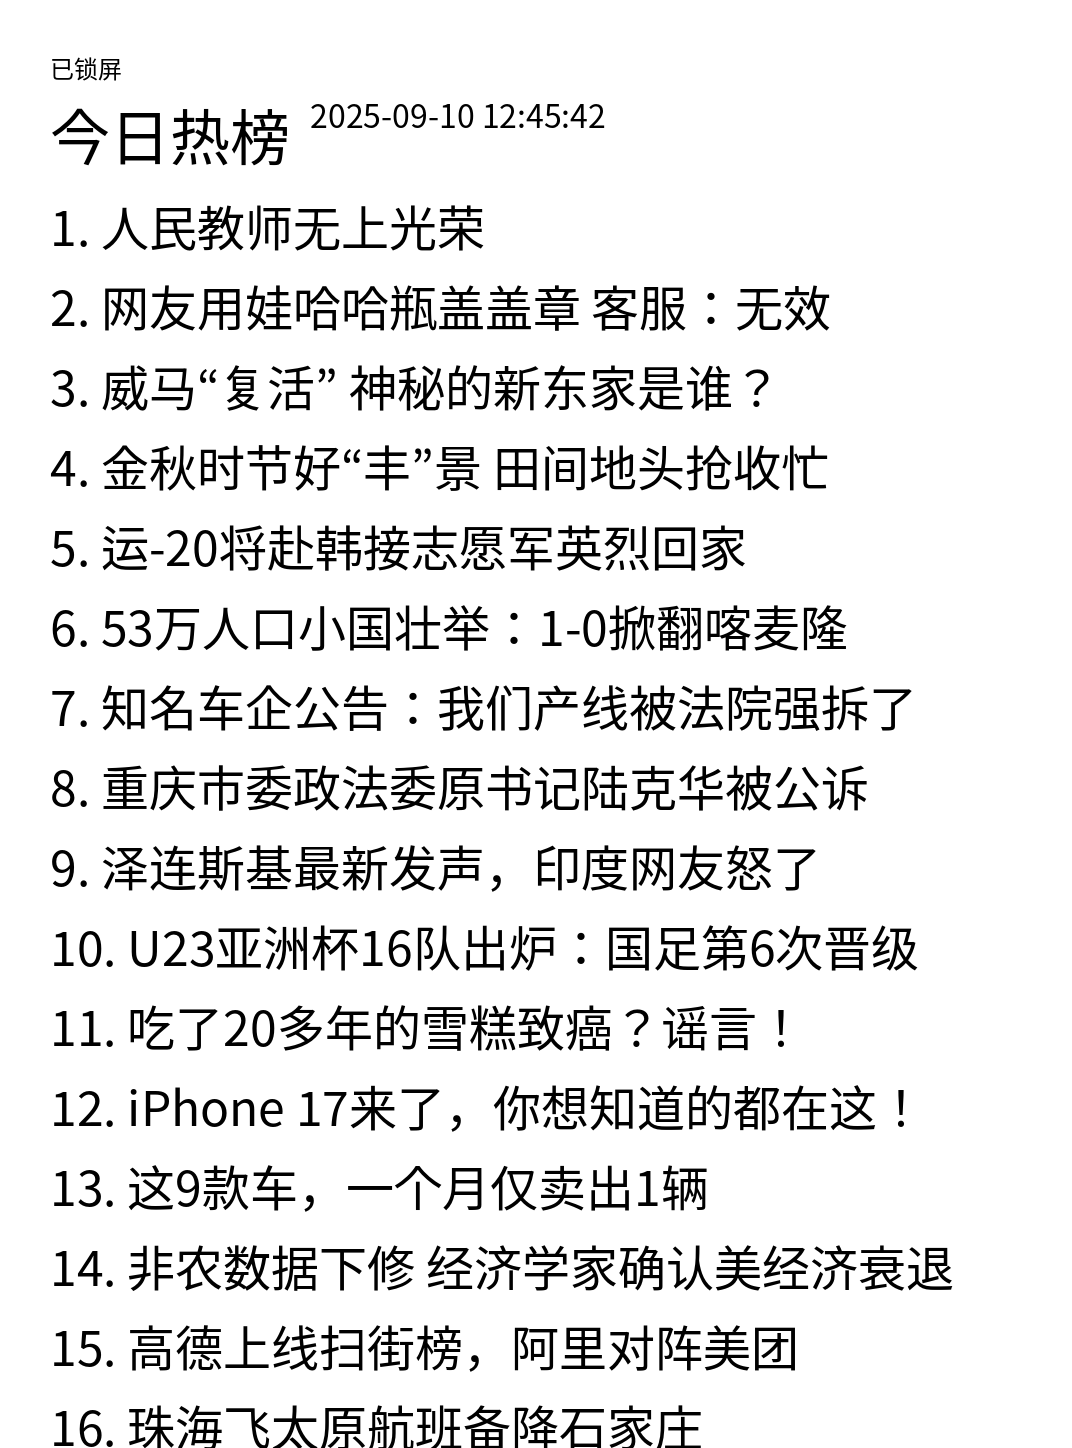 已锁屏
今日热榜 2025-09-10 12:45:42
1. 人民教师无上光荣
2. 网友用娃哈哈瓶盖盖章 客服：无效
3. 威马“复活” 神秘的新东家是谁？
4. 金秋时节好“丰”景 田间地头抢收忙
5. 运-20将赴韩接志愿军英烈回家
6. 53万人口小国壮举：1-0掀翻喀麦隆
7. 知名车企公告：我们产线被法院强拆了
8. 重庆市委政法委原书记陆克华被公诉
9. 泽连斯基最新发声，印度网友怒了
10. U23亚洲杯16队出炉：国足第6次晋级
11. 吃了20多年的雪糕致癌？谣言！
12. iPhone 17来了，你想知道的都在这！
13. 这9款车，一个月仅卖出1辆
14. 非农数据下修 经济学家确认美经济衰退
15. 高德上线扫街榜，阿里对阵美团
16. 珠海飞太原航班备降石家庄